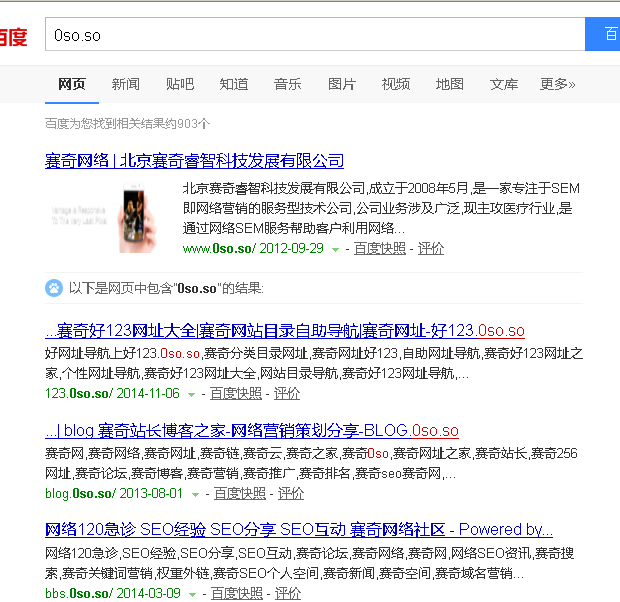 百度
0so.so
百
网页 新闻 贴吧 知道 音乐 图片 视频 地图 文库 更多»
百度为您找到相关结果约903个
赛奇网络 | 北京赛奇睿智科技发展有限公司
北京赛奇睿智科技发展有限公司,成立于2008年5月,是一家专注于SEM
即网络营销的服务型技术公司,公司业务涉及广泛,现主攻医疗行业,是
通过网络SEM服务帮助客户利用网络...
www.0so.so/ 2012-09-29 - 百度快照 - 评价
以下是网页中包含"0so.so"的结果:
...赛奇好123网址大全|赛奇网站目录自助导航|赛奇网址-好123.0so.so
好网址导航上好123.0so.so,赛奇分类目录网址,赛奇网址好123,自助网址导航,赛奇好123网址之
家,个性网址导航,赛奇好123网址大全,网站目录导航,赛奇好123网址导航,...
123.0so.so/ 2014-11-06 - 百度快照 - 评价
...| blog 赛奇站长博客之家-网络营销策划分享-BLOG.0so.so
赛奇网,赛奇网络,赛奇网址,赛奇链,赛奇云,赛奇之家,赛奇0so,赛奇网址之家,赛奇站长,赛奇256
网址,赛奇论坛,赛奇博客,赛奇营销,赛奇推广,赛奇排名,赛奇seo赛奇网,...
blog.0so.so/ 2013-08-01 - 百度快照 - 评价
网络120急诊 SEO经验 SEO分享 SEO互动 赛奇网络社区 - Powered by...
网络120急诊,SEO经验,SEO分享,SEO互动,赛奇论坛,赛奇网络,赛奇网,网络SEO资讯,赛奇搜
索,赛奇关键词营销,权重外链,赛奇SEO个人空间,赛奇新闻,赛奇空间,赛奇域名营销...
bbs.0so.so/ 2014-03-09 - 百度快照 - 评价